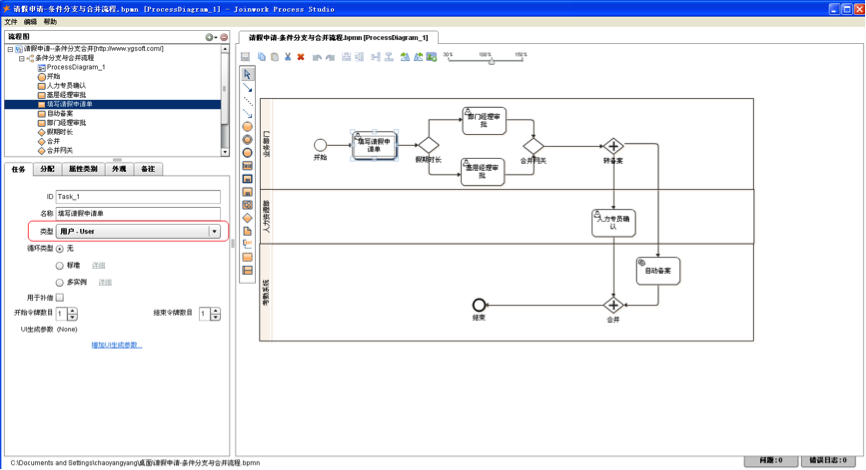 请假申请-条件分支与合并流程.bpmn [ProcessDiagram_1] - Joinwork Process Studio
文件 编辑 帮助
流程图
请假申请--条件分支合并[http://www.ygsoft.com/]
条件分支与合并流程
ProcessDiagram_1
开始
人力专员确认
基层经理审批
填写请假申请单
自动备案
部门经理审批
假期时长
合并
合并网关
任务 分配 属性类别 外观 备注
ID Task_1
名称 填写请假申请单
类型 用户 - User
循环类型 无
标准 详细
多实例 详细
用于补偿
开始令牌数目 1 结束令牌数目 1
UI生成参数 (None)
增加UI生成参数...
请假申请-条件分支与合并流程.bpmn [ProcessDiagram_1]
50% 100% 150%
业务部门
开始
填写请假申
请单
假期时长
部门经理审
批
基层经理审
批
合并网关
转备案
人力资源部
人力专员确
认
考勤系统
自动备案
结束
合并
C:\Documents and Settings\chaoyangyang\桌面\请假申请-条件分支与合并流程.bpmn
问题:0 错误日志:0